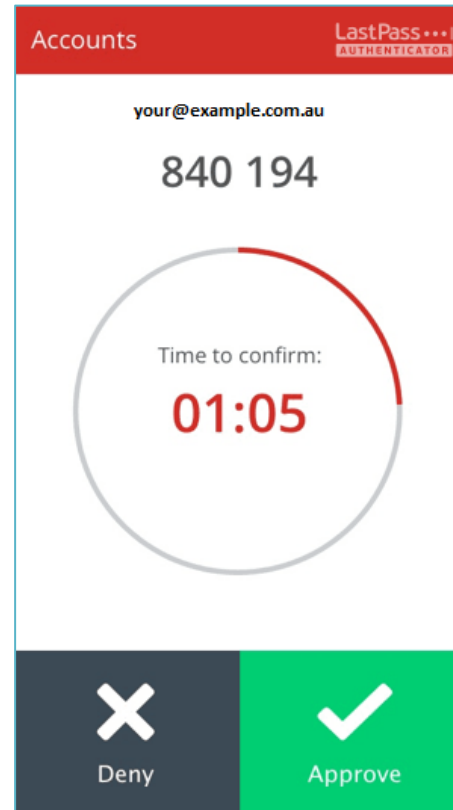 Accounts
LastPass
AUTHENTICATOR
your@example.com.au
840 194
Time to confirm:
01:05
Deny
Approve